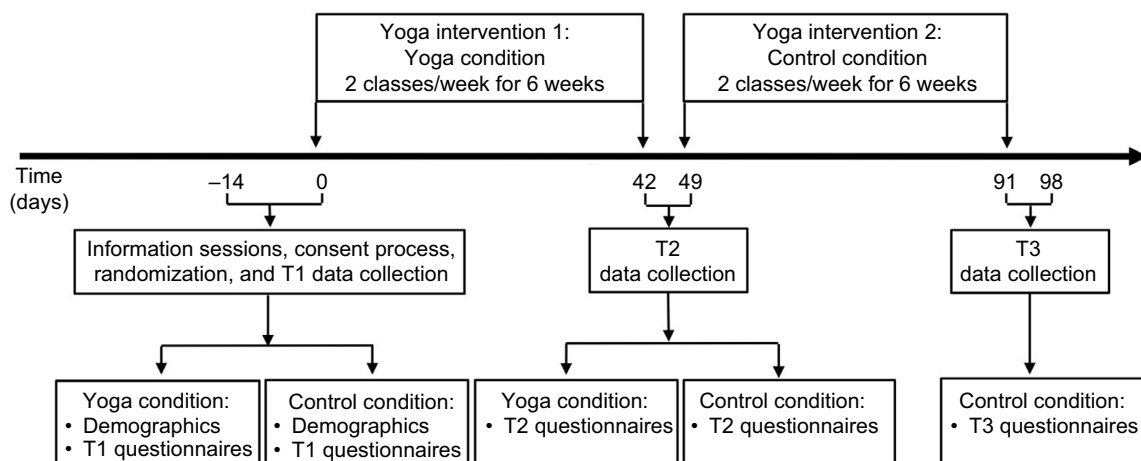 Yoga intervention 1:
Yoga condition
2 classes/week for 6 weeks
Yoga intervention 2:
Control condition
2 classes/week for 6 weeks
Time
(days)
–14
0
42
49
91
98
Information sessions, consent process,
randomization, and T1 data collection
T2
data collection
T3
data collection
Yoga condition:
• Demographics
• T1 questionnaires
Control condition:
• Demographics
• T1 questionnaires
Yoga condition:
• T2 questionnaires
Control condition:
• T2 questionnaires
Control condition:
• T3 questionnaires